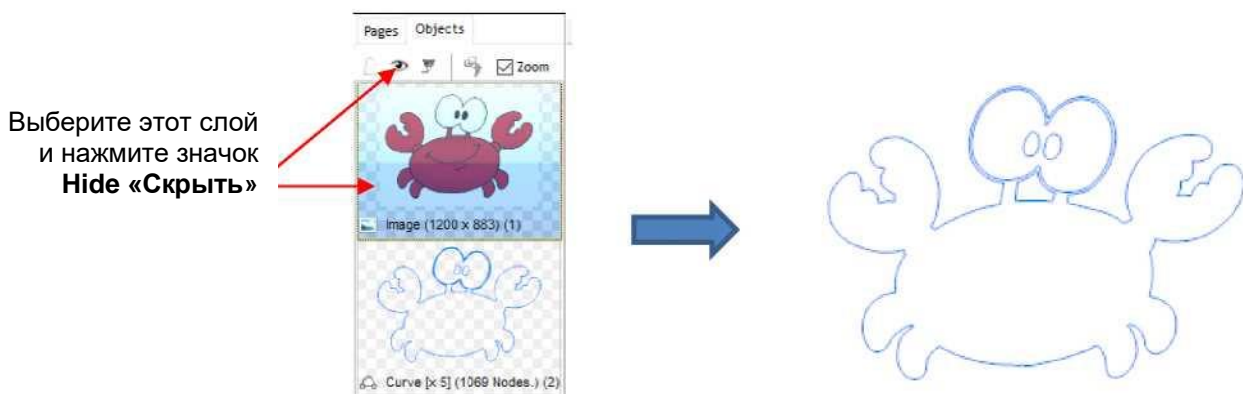 Pages Objects
Zoom
Выберите этот слой
и нажмите значок
Hide «Скрыть»
Image (1200 x 883) (1)
Curve [x 5] (1069 Nodes.) (2)